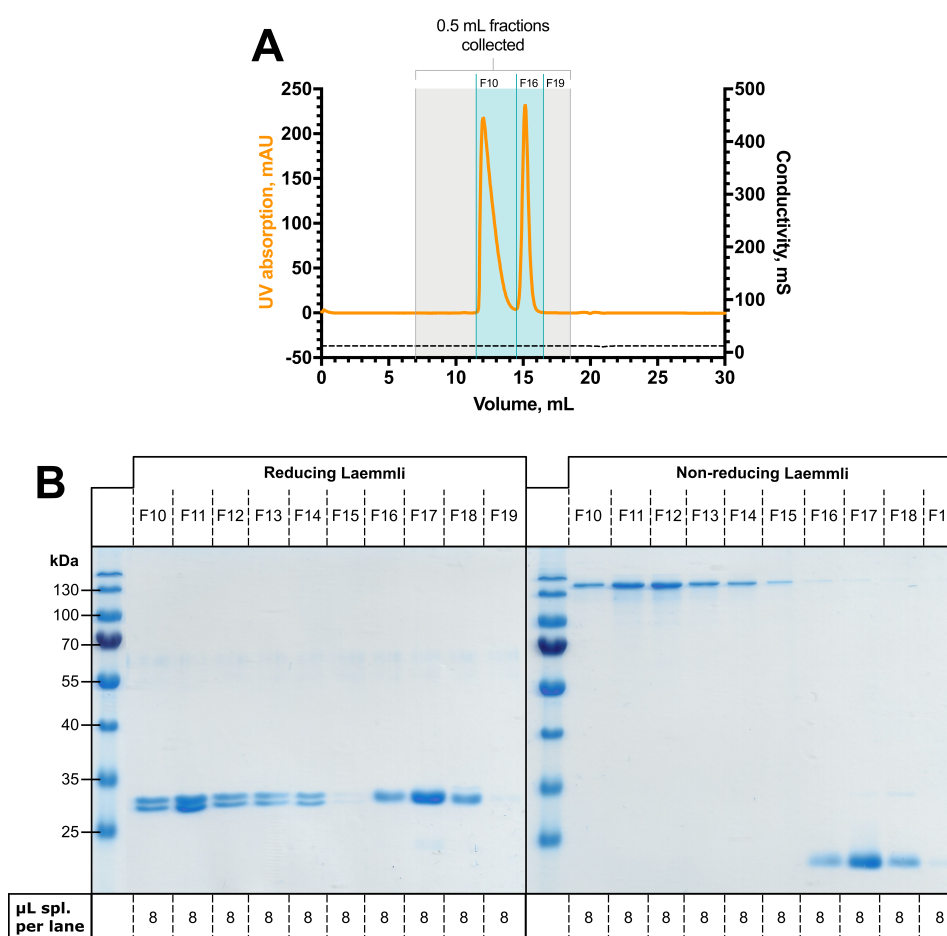 A
0.5 mL fractions
collected
F10 F16 F19
250
200
150
100
50
0
-50
UV absorption, mAU
500
400
300
200
100
0
Conductivity, mS
0 5 10 15 20 25 30
Volume, mL
B
Reducing Laemmli
Non-reducing Laemmli
F10 F11 F12 F13 F14 F15 F16 F17 F18 F19
F10 F11 F12 F13 F14 F15 F16 F17 F18 F1
kDa
130
100
70
55
40
35
25
µL spl.
per lane
8 8 8 8 8 8 8 8 8 8
8 8 8 8 8 8 8 8 8 8